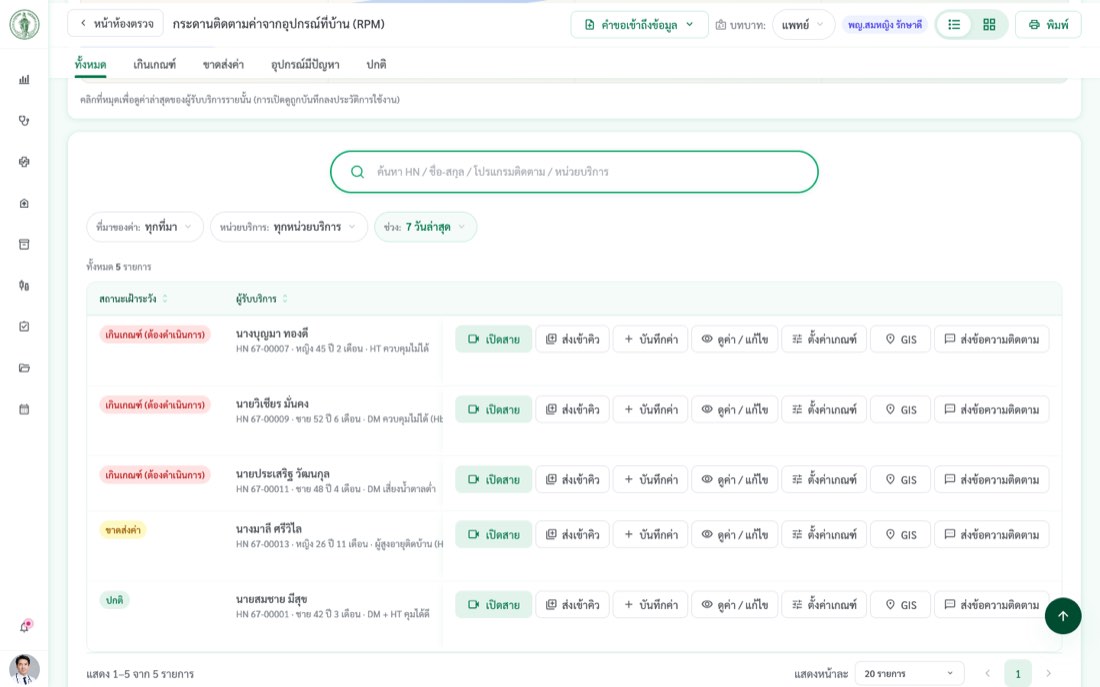 หน้าห้องตรวจ กระดานติดตามค่าจากอุปกรณ์ที่บ้าน (RPM) คำขอเข้าถึงข้อมูล บทบาท: แพทย์ พญ.สมหญิง รักษาดี พิมพ์
ทั้งหมด เกินเกณฑ์ ขาดส่งค่า อุปกรณ์มีปัญหา ปกติ
คลิกที่หมุดเพื่อดูค่าล่าสุดของผู้รับบริการรายนั้น (การเปิดดูถูกบันทึกลงประวัติการใช้งาน)
ค้นหา HN / ชื่อ-สกุล / โปรแกรมติดตาม / หน่วยบริการ
ที่มาของค่า: ทุกที่มา หน่วยบริการ: ทุกหน่วยบริการ ช่วง: 7 วันล่าสุด
ทั้งหมด 5 รายการ
สถานะเฝ้าระวัง ผู้รับบริการ
เกินเกณฑ์ (ต้องดำเนินการ) นางบุญมา ทองดี เปิดสาย ส่งเข้าคิว บันทึกค่า ดูค่า / แก้ไข ตั้งค่าเกณฑ์ GIS ส่งข้อความติดตาม
HN 67-00007 · หญิง 45 ปี 2 เดือน · HT ควบคุมไม่ได้
เกินเกณฑ์ (ต้องดำเนินการ) นายวิเชียร มั่นคง เปิดสาย ส่งเข้าคิว บันทึกค่า ดูค่า / แก้ไข ตั้งค่าเกณฑ์ GIS ส่งข้อความติดตาม
HN 67-00009 · ชาย 52 ปี 6 เดือน · DM ควบคุมไม่ได้ (Hb
เกินเกณฑ์ (ต้องดำเนินการ) นายประเสริฐ วัฒนกุล เปิดสาย ส่งเข้าคิว บันทึกค่า ดูค่า / แก้ไข ตั้งค่าเกณฑ์ GIS ส่งข้อความติดตาม
HN 67-00011 · ชาย 48 ปี 4 เดือน · DM เสี่ยงน้ำตาลต่ำ
ขาดส่งค่า นางมาลี ศรีวิไล เปิดสาย ส่งเข้าคิว บันทึกค่า ดูค่า / แก้ไข ตั้งค่าเกณฑ์ GIS ส่งข้อความติดตาม
HN 67-00013 · หญิง 26 ปี 11 เดือน · ผู้สูงอายุติดบ้าน (H
ปกติ นายสมชาย มีสุข เปิดสาย ส่งเข้าคิว บันทึกค่า ดูค่า / แก้ไข ตั้งค่าเกณฑ์ GIS ส่งข้อความติดตาม
HN 67-00001 · ชาย 42 ปี 3 เดือน · DM + HT คุมได้ดี
แสดง 1–5 จาก 5 รายการ แสดงหน้าละ 20 รายการ 1